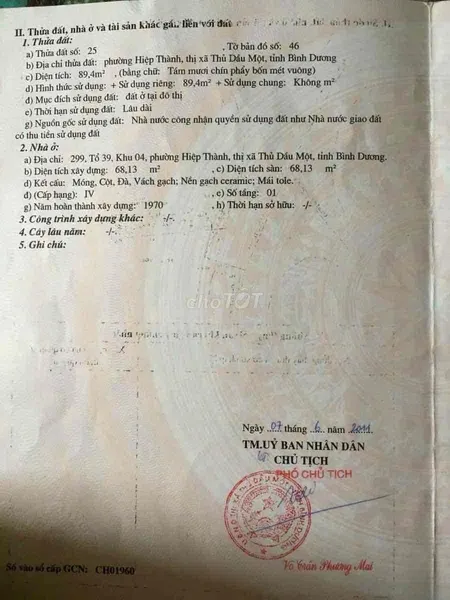 II. Thửa đất, nhà ở và tài sản khác gắn liền với đất
1. Thửa đất:
a) Thửa đất số: 25 , Tờ bản đồ số: 46
b) Địa chỉ thửa đất: phường Hiệp Thành, thị xã Thủ Dầu Một, tỉnh Bình Dương
c) Diện tích: 89,4m² , (bằng chữ: Tám mươi chín phẩy bốn mét vuông)
d) Hình thức sử dụng: + Sử dụng riêng: 89,4m² + Sử dụng chung: Không m²
đ) Mục đích sử dụng đất: đất ở tại đô thị
e) Thời hạn sử dụng đất: Lâu dài
g) Nguồn gốc sử dụng đất: Nhà nước công nhận quyền sử dụng đất như Nhà nước giao đất
có thu tiền sử dụng đất
2. Nhà ở:
a) Địa chỉ: 299, Tổ 39, Khu 04, phường Hiệp Thành, thị xã Thủ Dầu Một, tỉnh Bình Dương.
b) Diện tích xây dựng: 68,13 m² , c) Diện tích sàn: 68,13 m²
d) Kết cấu: Móng, Cột, Đà, Vách gạch; Nền gạch ceramic; Mái tole.
đ) (Cấp hạng): IV , e) Số tầng: 01
g) Năm hoàn thành xây dựng: 1970 , h) Thời hạn sở hữu: -/-
3. Công trình xây dựng khác: -/-
4. Cây lâu năm: -/-
5. Ghi chú:
chợTỐT
Ngày 07 tháng 6 năm 2011
TM.UỶ BAN NHÂN DÂN
CHỦ TỊCH
PHÓ CHỦ TỊCH
Võ Trần Phương Mai
Số vào sổ cấp GCN: CH01960